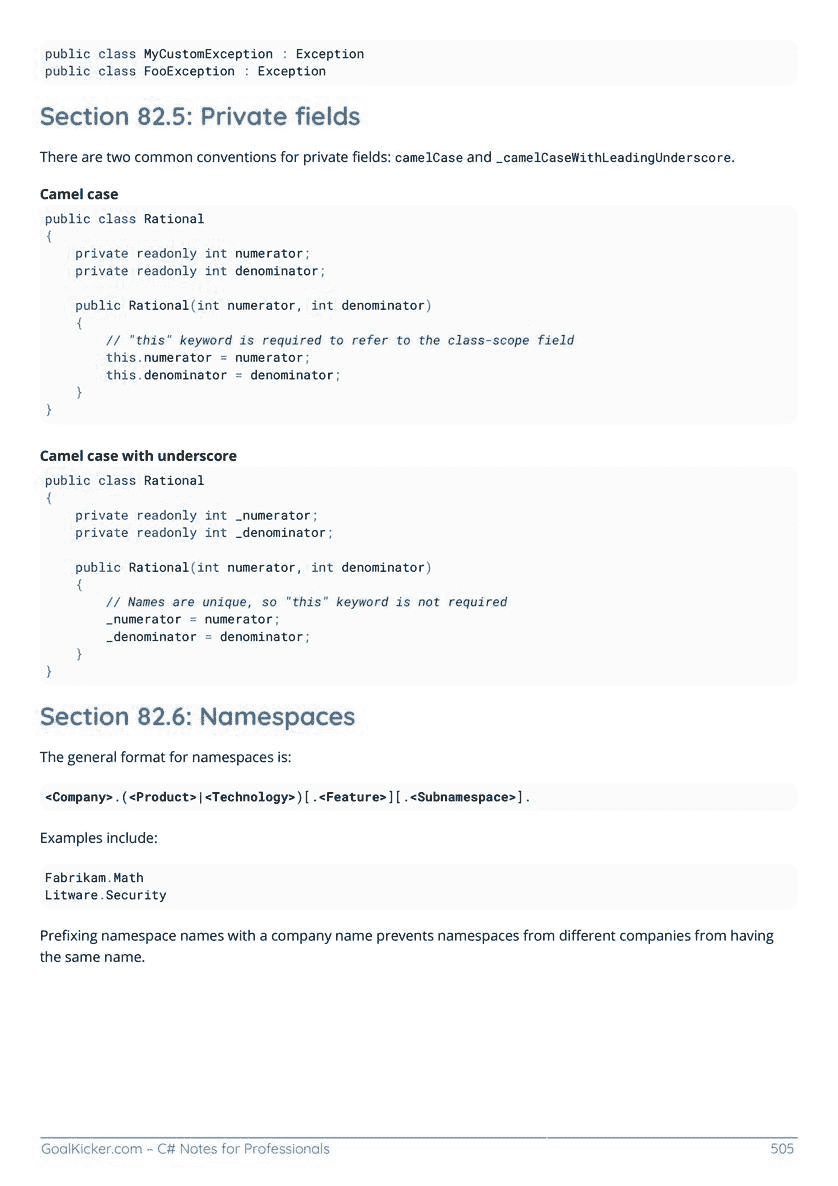 public class MyCustomException : Exception
public class FooException : Exception
Section 82.5: Private fields
There are two common conventions for private fields: camelCase and _camelCaseWithLeadingUnderscore.
Camel case
public class Rational
{
    private readonly int numerator;
    private readonly int denominator;

    public Rational(int numerator, int denominator)
    {
        // "this" keyword is required to refer to the class-scope field
        this.numerator = numerator;
        this.denominator = denominator;
    }
}
Camel case with underscore
public class Rational
{
    private readonly int _numerator;
    private readonly int _denominator;

    public Rational(int numerator, int denominator)
    {
        // Names are unique, so "this" keyword is not required
        _numerator = numerator;
        _denominator = denominator;
    }
}
Section 82.6: Namespaces
The general format for namespaces is:
<Company>.(<Product>|<Technology>)[.<Feature>][.<Subnamespace>].
Examples include:
Fabrikam.Math
Litware.Security
Prefixing namespace names with a company name prevents namespaces from different companies from having
the same name.
GoalKicker.com – C# Notes for Professionals 505